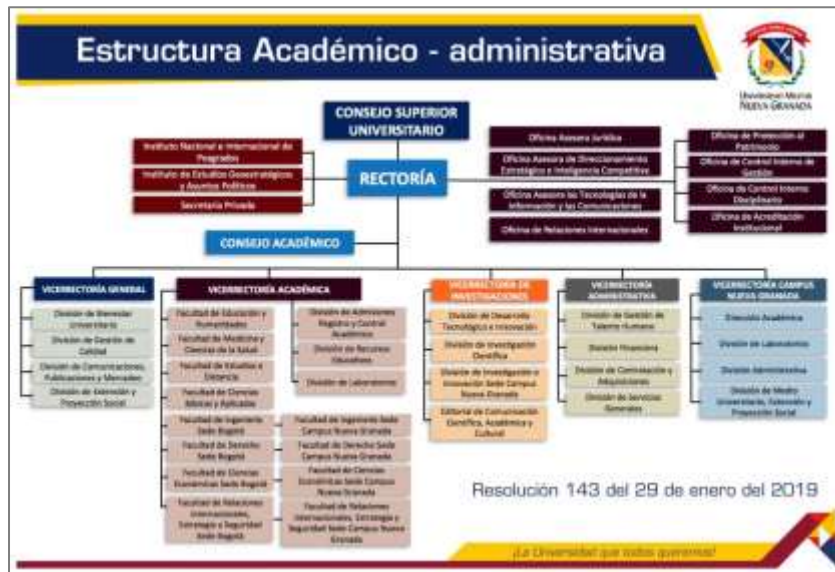 Estructura Académico - administrativa
UNIVERSIDAD MILITAR
NUEVA GRANADA
CONSEJO SUPERIOR
UNIVERSITARIO
Instituto Nacional e Internacional de
Posgrados
Instituto de Estudios Geoestratégicos
y Asuntos Políticos
Secretaria Privada
RECTORÍA
Oficina Asesora Jurídica
Oficina Asesora de Direccionamiento
Estratégico e Inteligencia Competitiva
Oficina Asesora de Tecnologías de la
Información y las Comunicaciones
Oficina de Relaciones Internacionales
Oficina de Protección al
Patrimonio
Oficina de Control Interno de
Gestión
Oficina de Control Interno
Disciplinario
Oficina de Acreditación
Institucional
CONSEJO ACADÉMICO
VICERRECTORÍA GENERAL
División de Bienestar
Universitario
División de Gestión de
Calidad
División de Comunicaciones,
Publicaciones y Mercadeo
División de Extensión y
Proyección Social
VICERRECTORÍA ACADÉMICA
Facultad de Educación y
Humanidades
Facultad de Medicina y
Ciencias de la Salud
Facultad de Estudios a
Distancia
Facultad de Ciencias
Básicas y Aplicadas
Facultad de Ingeniería
Sede Bogotá
Facultad de Derecho
Sede Bogotá
Facultad de Ciencias
Económicas Sede Bogotá
Facultad de Relaciones
Internacionales,
Estrategia y Seguridad
Sede Bogotá
División de Admisiones
Registro y Control
Académico
División de Recursos
Educativos
División de Laboratorios
Facultad de Ingeniería Sede
Campus Nueva Granada
Facultad de Derecho Sede
Campus Nueva Granada
Facultad de Ciencias
Económicas Sede Campus
Nueva Granada
Facultad de Relaciones
Internacionales, Estrategia y
Seguridad Sede Campus Nueva
Granada
VICERRECTORÍA DE
INVESTIGACIONES
División de Desarrollo
Tecnológico e Innovación
División de Investigación
Científica
División de Investigación e
Innovación Sede Campus
Nueva Granada
Editorial de Comunicación
Científica, Académica y
Cultural
VICERRECTORÍA
ADMINISTRATIVA
División de Gestión de
Talento Humano
División Financiera
División de Contratación y
Adquisiciones
División de Servicios
Generales
VICERRECTORÍA CAMPUS
NUEVA GRANADA
Dirección Académica
División de Laboratorios
División Administrativa
División de Medio
Universitario, Extensión y
Proyección Social
Resolución 143 del 29 de enero del 2019
¡La Universidad que todos queremos!